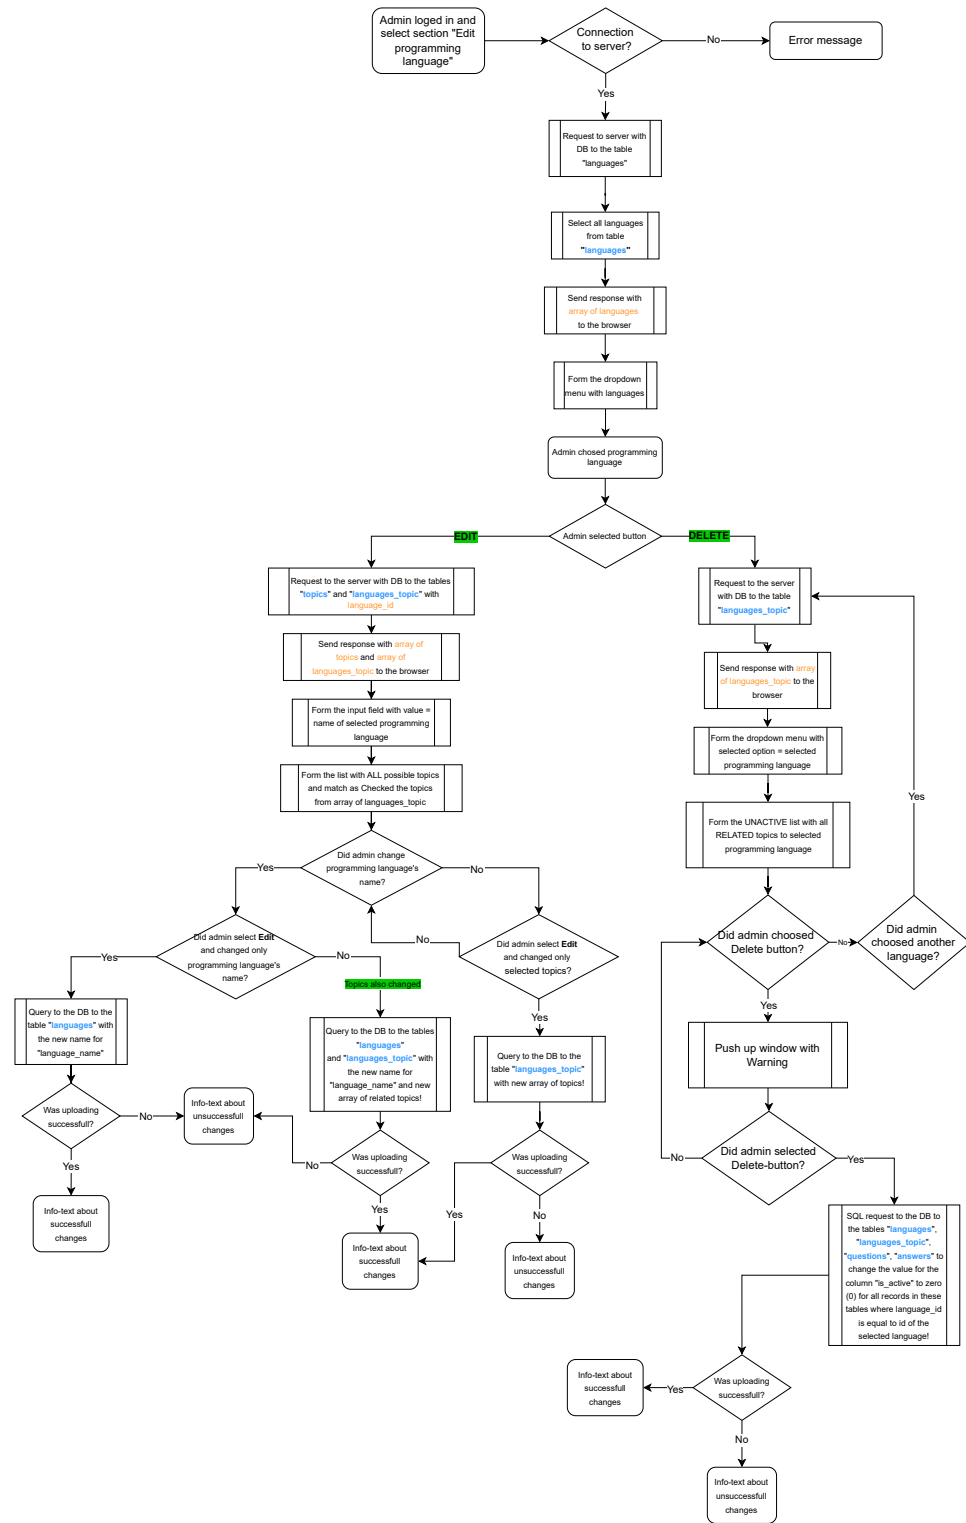 Admin loged in and
select section "Edit
programming
language"
Connection
to server?
No
Error message
Yes
Request to server with
DB to the table
"languages"
Select all languages
from table
"languages"
Send response with
array of languages
to the browser
Form the dropdown
menu with languages
Admin chosed programming
language
Admin selected button
EDIT
DELETE
Request to the server with DB to the tables
"topics" and "languages_topic" with
language_id
Send response with array of
topics and array of
languages_topic to the browser
Form the input field with value =
name of selected programming
language
Form the list with ALL possible topics
and match as Checked the topics
from array of languages_topic
Did admin change
programming language's
name?
Yes
No
Did admin select Edit
and changed only
programming language's
name?
Yes
No
Topics also changed
Did admin select Edit
and changed only
selected topics?
No
Yes
Query to the DB to the
table "languages" with
the new name for
"language_name"
Query to the DB to the tables
"languages"
and "languages_topic" with
the new name for
"language_name" and new
array of related topics!
Query to the DB to the
table "languages_topic"
with new array of topics!
Was uploading
successfull?
No
Yes
Info-text about
unsuccessfull
changes
Info-text about
successfull
changes
Was uploading
successfull?
No
Yes
Info-text about
successfull
changes
Was uploading
successfull?
Yes
No
Info-text about
unsuccessfull
changes
Request to the server
with DB to the table
"languages_topic"
Send response with array
of languages_topic to the
browser
Form the dropdown menu with
selected option = selected
programming language
Form the UNACTIVE list with all
RELATED topics to selected
programming language
Did admin choosed
Delete button?
No
Did admin
choosed another
language?
Yes
Yes
Push up window with
Warning
Did admin selected
Delete-button?
No
Yes
SQL request to the DB to
the tables "languages",
"languages_topic",
"questions", "answers" to
change the value for the
column "is_active" to zero
(0) for all records in these
tables where language_id
is equal to id of the
selected language!
Was uploading
successfull?
Yes
Info-text about
successfull
changes
No
Info-text about
unsuccessfull
changes